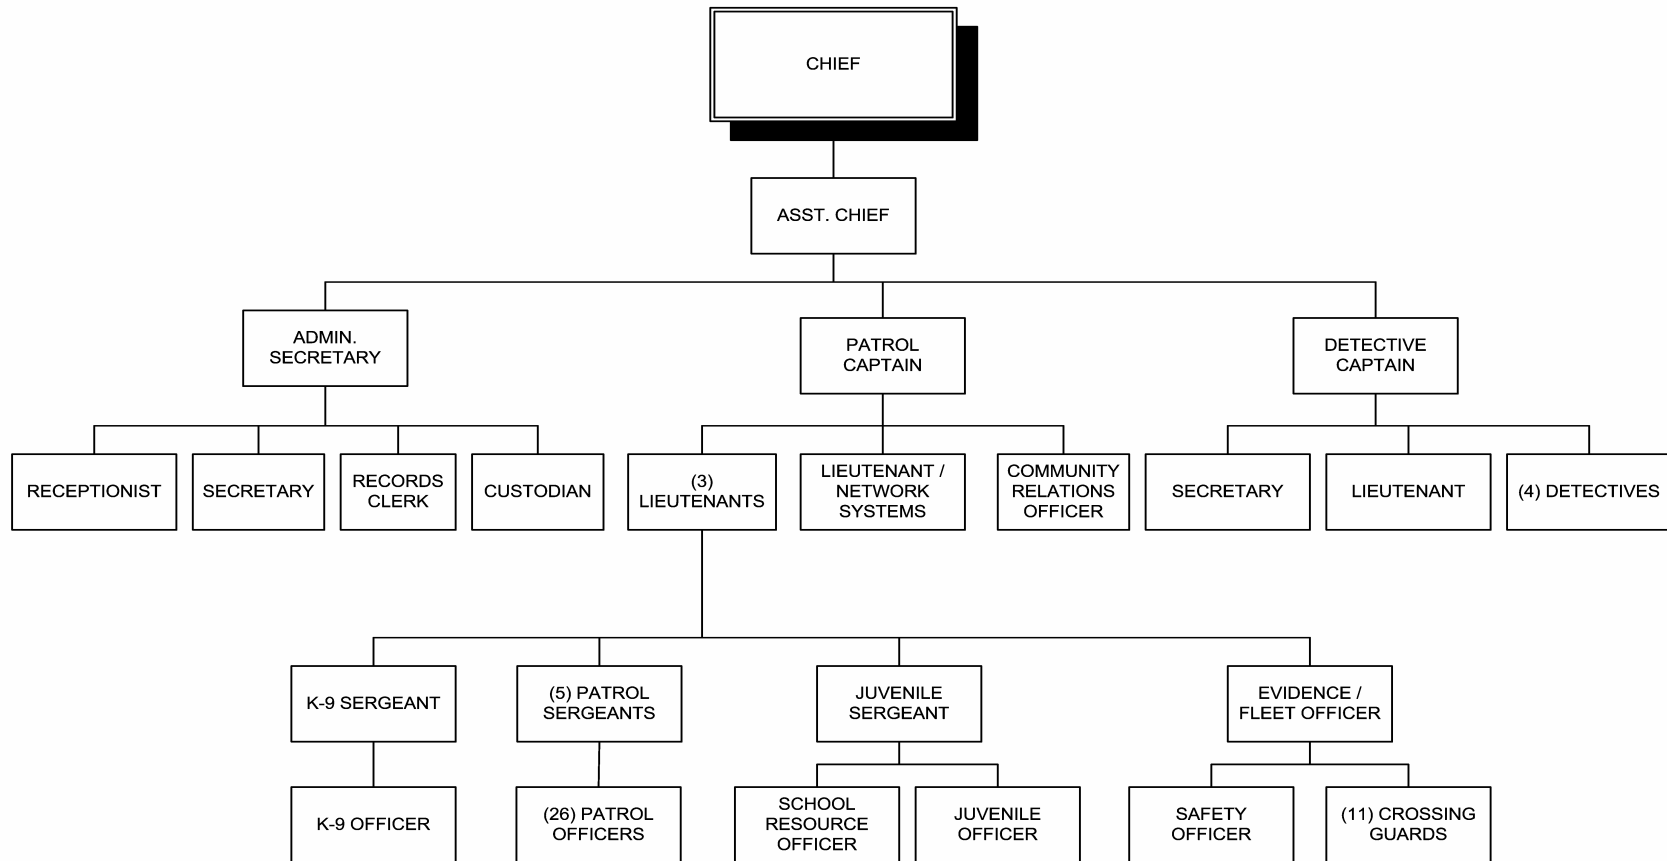 CHIEF
ASST. CHIEF
ADMIN.
SECRETARY
PATROL
CAPTAIN
DETECTIVE
CAPTAIN
RECEPTIONIST
SECRETARY
RECORDS
CLERK
CUSTODIAN
(3)
LIEUTENANTS
LIEUTENANT /
NETWORK
SYSTEMS
COMMUNITY
RELATIONS
OFFICER
SECRETARY
LIEUTENANT
(4) DETECTIVES
K-9 SERGEANT
(5) PATROL
SERGEANTS
JUVENILE
SERGEANT
EVIDENCE /
FLEET OFFICER
K-9 OFFICER
(26) PATROL
OFFICERS
SCHOOL
RESOURCE
OFFICER
JUVENILE
OFFICER
SAFETY
OFFICER
(11) CROSSING
GUARDS